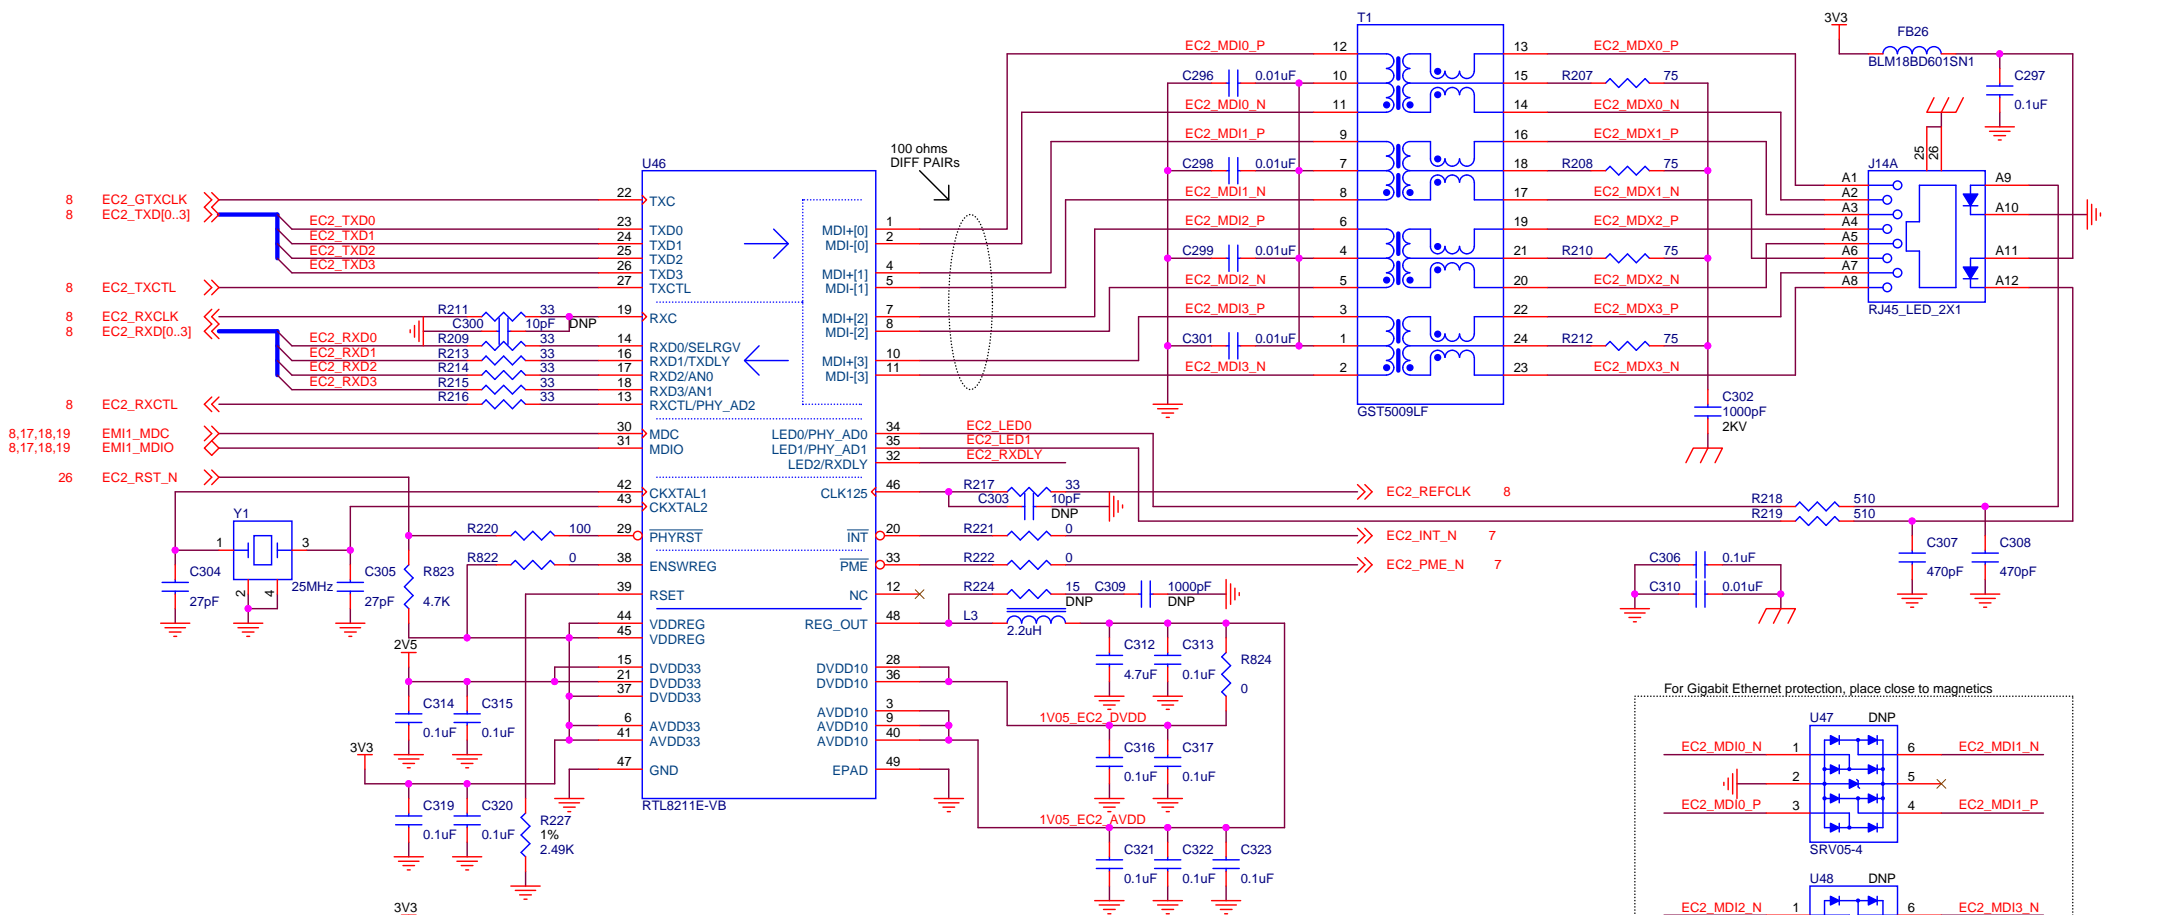 T1
3V3
FB26
BLM18BD601SN1
C297
0.1uF
EC2_MDI0_P 12 13 EC2_MDX0_P
C296 0.01uF 10 15 R207 75
EC2_MDI0_N 11 14 EC2_MDX0_N
EC2_MDI1_P 9 16 EC2_MDX1_P
C298 0.01uF 7 18 R208 75
EC2_MDI1_N 8 17 EC2_MDX1_N
EC2_MDI2_P 6 19 EC2_MDX2_P
C299 0.01uF 4 21 R210 75
EC2_MDI2_N 5 20 EC2_MDX2_N
EC2_MDI3_P 3 22 EC2_MDX3_P
C301 0.01uF 1 24 R212 75
EC2_MDI3_N 2 23 EC2_MDX3_N
GST5009LF
C302
1000pF
2KV
25
26
J14A
A1
A2
A3
A4
A5
A6
A7
A8
A9
A10
A11
A12
RJ45_LED_2X1
100 ohms
DIFF PAIRs
U46
8 EC2_GTXCLK 22 TXC
8 EC2_TXD[0..3]
EC2_TXD0 23 TXD0
EC2_TXD1 24 TXD1
EC2_TXD2 25 TXD2
EC2_TXD3 26 TXD3
8 EC2_TXCTL 27 TXCTL
8 EC2_RXCLK R211 33 19 RXC
C300 10pF DNP
8 EC2_RXD[0..3]
EC2_RXD0 R209 33 14 RXD0/SELRGV
EC2_RXD1 R213 33 16 RXD1/TXDLY
EC2_RXD2 R214 33 17 RXD2/AN0
EC2_RXD3 R215 33 18 RXD3/AN1
8 EC2_RXCTL R216 33 13 RXCTL/PHY_AD2
8,17,18,19 EMI1_MDC 30 MDC
8,17,18,19 EMI1_MDIO 31 MDIO
26 EC2_RST_N
42 CKXTAL1
43 CKXTAL2
R220 100 29 PHYRST
R822 0 38 ENSWREG
39 RSET
44 VDDREG
45 VDDREG
15 DVDD33
21 DVDD33
37 DVDD33
6 AVDD33
41 AVDD33
47 GND
RTL8211E-VB
MDI+[0] 1
MDI-[0] 2
MDI+[1] 4
MDI-[1] 5
MDI+[2] 7
MDI-[2] 8
MDI+[3] 10
MDI-[3] 11
LED0/PHY_AD0 34 EC2_LED0
LED1/PHY_AD1 35 EC2_LED1
LED2/RXDLY 32 EC2_RXDLY
CLK125 46 R217 33 EC2_REFCLK 8
C303 10pF
DNP
INT 20 R221 0 EC2_INT_N 7
PME 33 R222 0 EC2_PME_N 7
NC 12
R224 15 C309 1000pF
DNP DNP
REG_OUT 48 L3
2.2uH
DVDD10 28
DVDD10 36
AVDD10 3
AVDD10 9
AVDD10 40
EPAD 49
Y1
1 3
2 4
25MHz
C304
27pF
C305
27pF
R823
4.7K
2V5
C314
0.1uF
C315
0.1uF
3V3
C319
0.1uF
C320
0.1uF
R227
1%
2.49K
3V3
C312
4.7uF
C313
0.1uF
R824
0
1V05_EC2_DVDD
C316
0.1uF
C317
0.1uF
1V05_EC2_AVDD
C321
0.1uF
C322
0.1uF
C323
0.1uF
R218 510
R219 510
C306 0.1uF
C310 0.01uF
C307
470pF
C308
470pF
For Gigabit Ethernet protection, place close to magnetics
U47 DNP
EC2_MDI0_N 1 6 EC2_MDI1_N
2 5
EC2_MDI0_P 3 4 EC2_MDI1_P
SRV05-4
U48 DNP
EC2_MDI2_N 1 6 EC2_MDI3_N